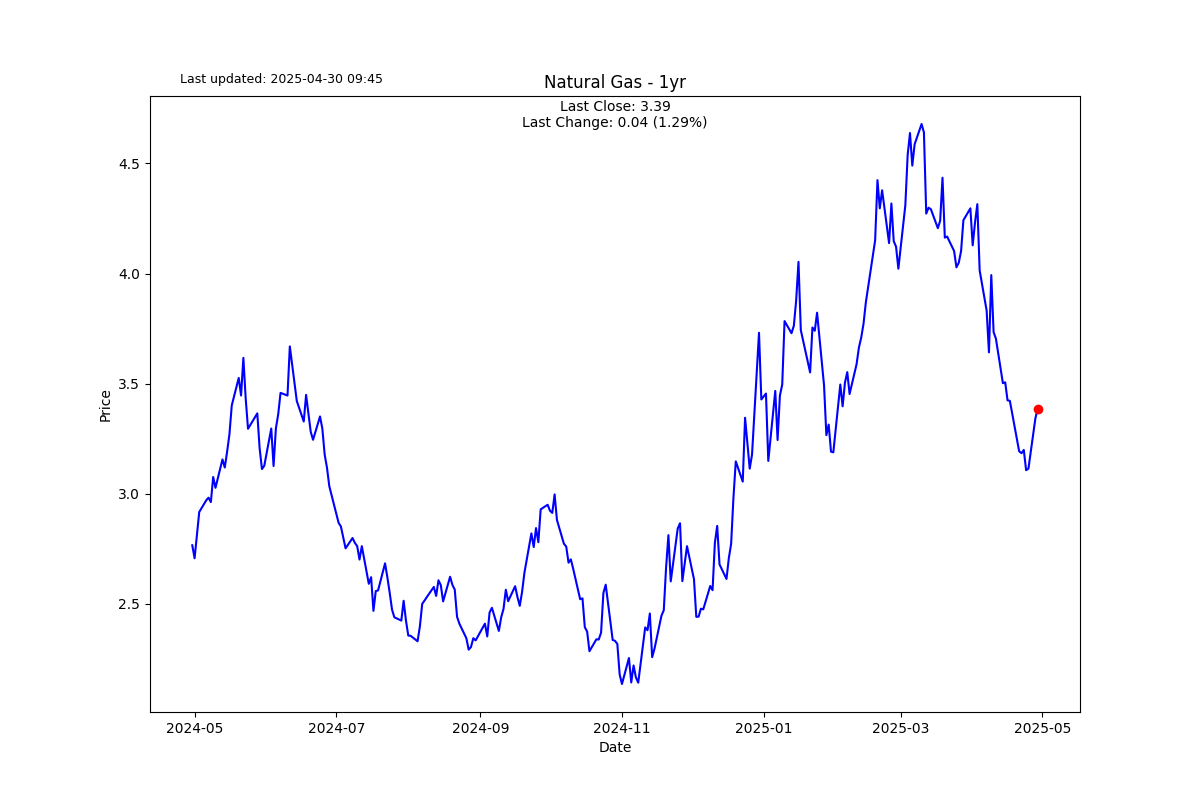 Last updated: 2025-04-30 09:45
Natural Gas - 1yr
Last Close: 3.39
Last Change: 0.04 (1.29%)
4.5
4.0
3.5
3.0
2.5
Price
2024-05
2024-07
2024-09
2024-11
2025-01
2025-03
2025-05
Date